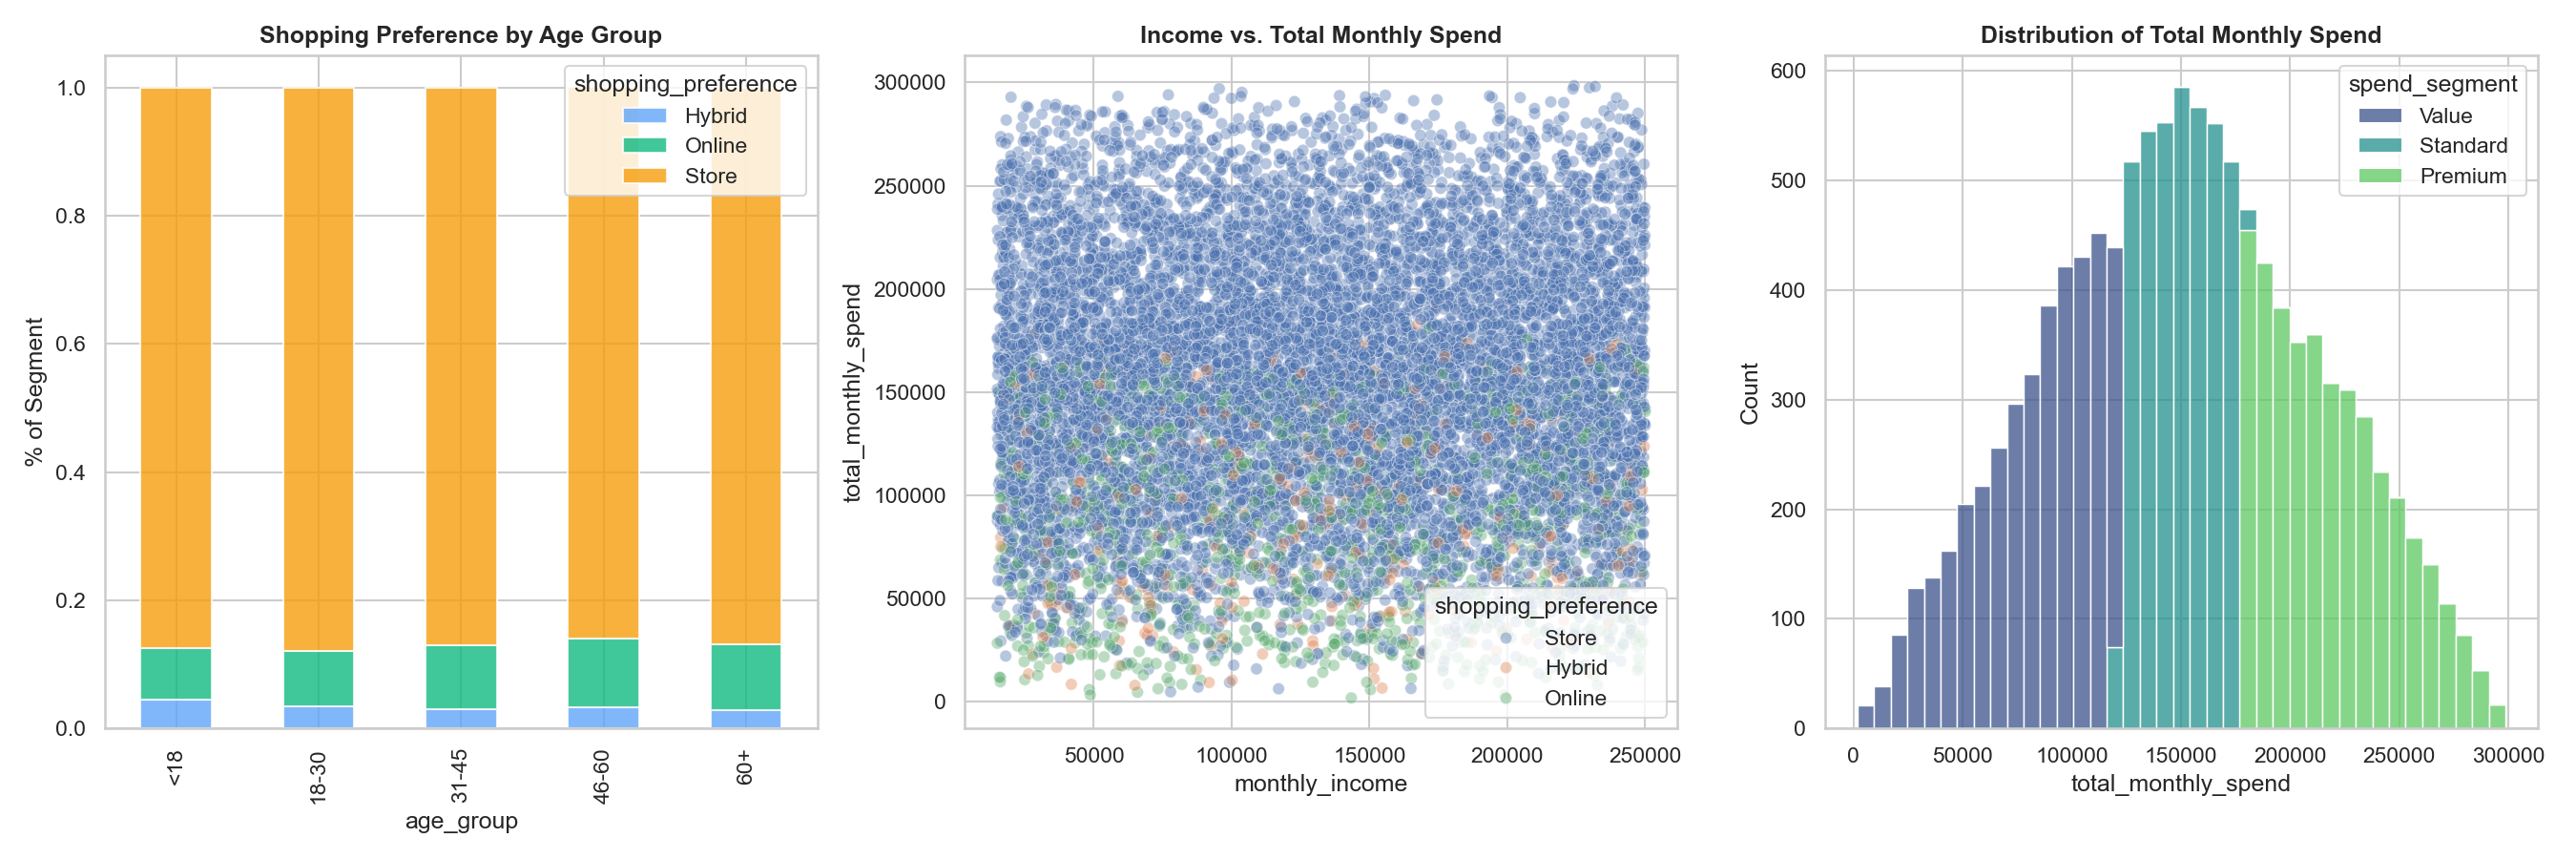 Shopping Preference by Age Group
shopping_preference
Hybrid
Online
Store
1.0
0.8
0.6
0.4
0.2
0.0
% of Segment
<18
18-30
31-45
46-60
60+
age_group
Income vs. Total Monthly Spend
300000
250000
200000
150000
100000
50000
0
total_monthly_spend
shopping_preference
Store
Hybrid
Online
50000
100000
150000
200000
250000
monthly_income
Distribution of Total Monthly Spend
spend_segment
Value
Standard
Premium
600
500
400
300
200
100
0
Count
0
50000
100000
150000
200000
250000
300000
total_monthly_spend